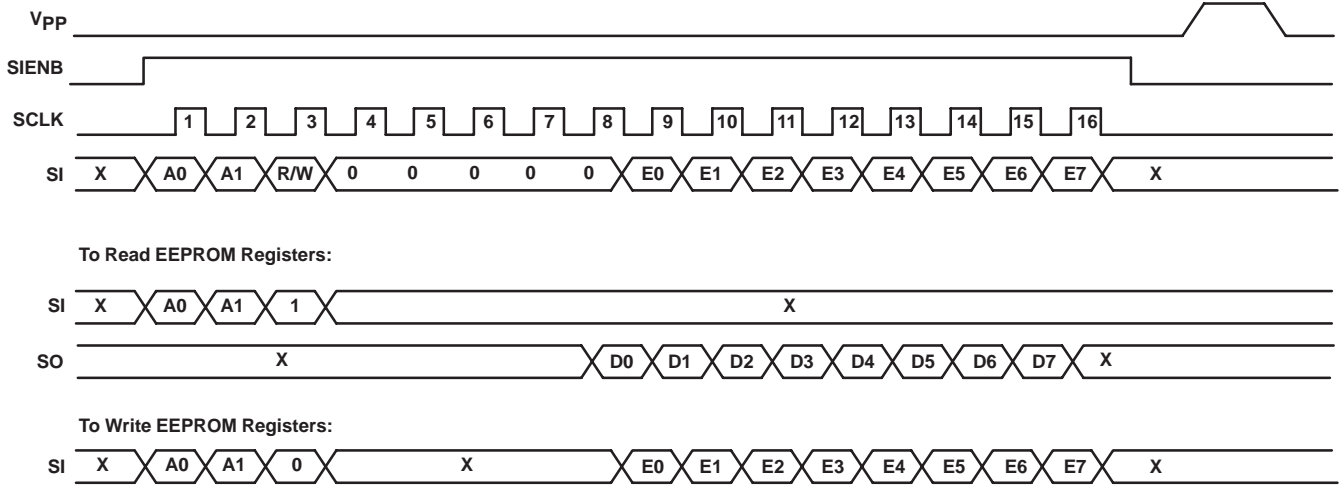 VPP
SIENB
SCLK 1 2 3 4 5 6 7 8 9 10 11 12 13 14 15 16
SI X A0 A1 R/W 0 0 0 0 0 E0 E1 E2 E3 E4 E5 E6 E7 X
To Read EEPROM Registers:
SI X A0 A1 1 X
SO X D0 D1 D2 D3 D4 D5 D6 D7 X
To Write EEPROM Registers:
SI X A0 A1 0 X E0 E1 E2 E3 E4 E5 E6 E7 X